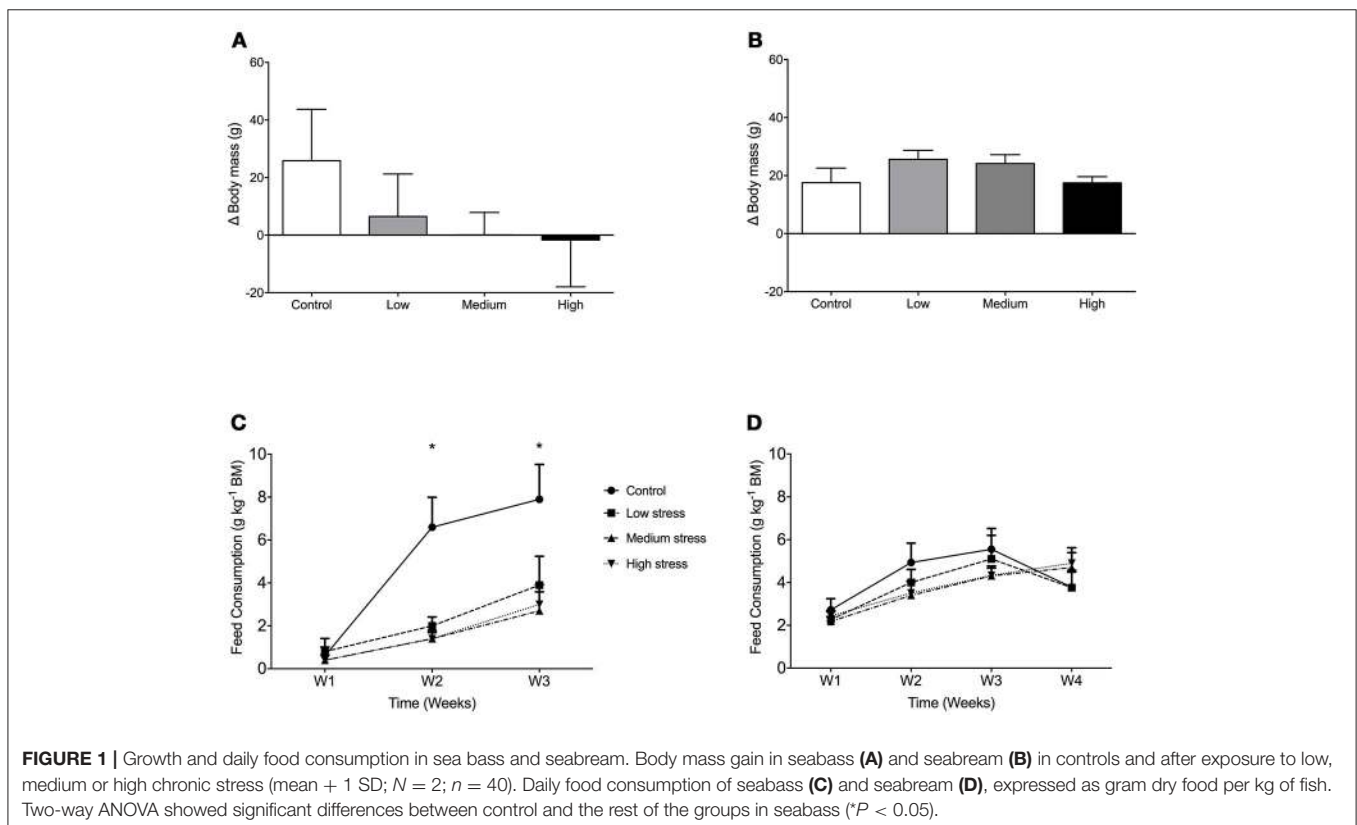 A
60
40
20
0
-20
Δ Body mass (g)
Control
Low
Medium
High
B
60
40
20
0
-20
Δ Body mass (g)
Control
Low
Medium
High
C
10
8
6
4
2
0
Feed Consumption (g kg⁻¹ BM)
*
*
W1
W2
W3
Time (Weeks)
Control
Low stress
Medium stress
High stress
D
10
8
6
4
2
0
Feed Consumption (g kg⁻¹ BM)
W1
W2
W3
W4
Time (Weeks)
FIGURE 1 | Growth and daily food consumption in sea bass and seabream. Body mass gain in seabass (A) and seabream (B) in controls and after exposure to low,
medium or high chronic stress (mean + 1 SD; N = 2; n = 40). Daily food consumption of seabass (C) and seabream (D), expressed as gram dry food per kg of fish.
Two-way ANOVA showed significant differences between control and the rest of the groups in seabass (*P < 0.05).